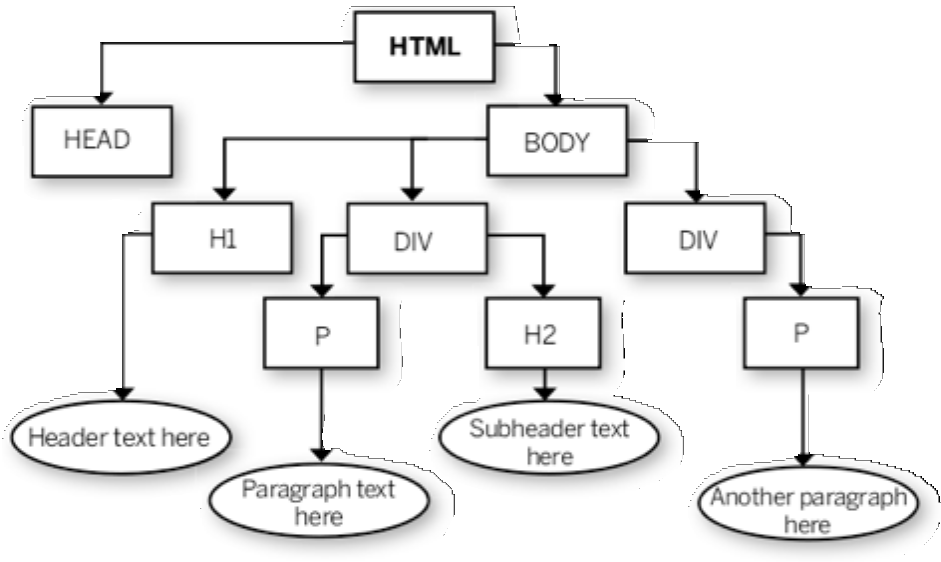 HTML
HEAD
BODY
H1
DIV
DIV
P
H2
P
Header text here
Subheader text
here
Paragraph text
here
Another paragraph
here